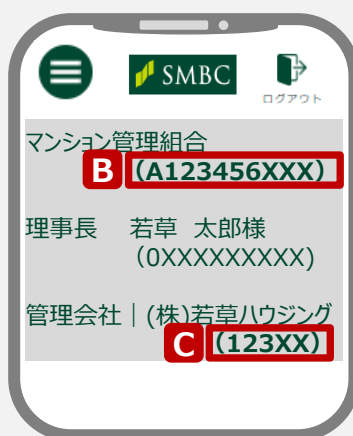 SMBC
ログアウト
マンション管理組合
B （A123456XXX）
理事長　若草 太郎様
（0XXXXXXXXX）
管理会社｜(株)若草ハウジング
C （123XX）